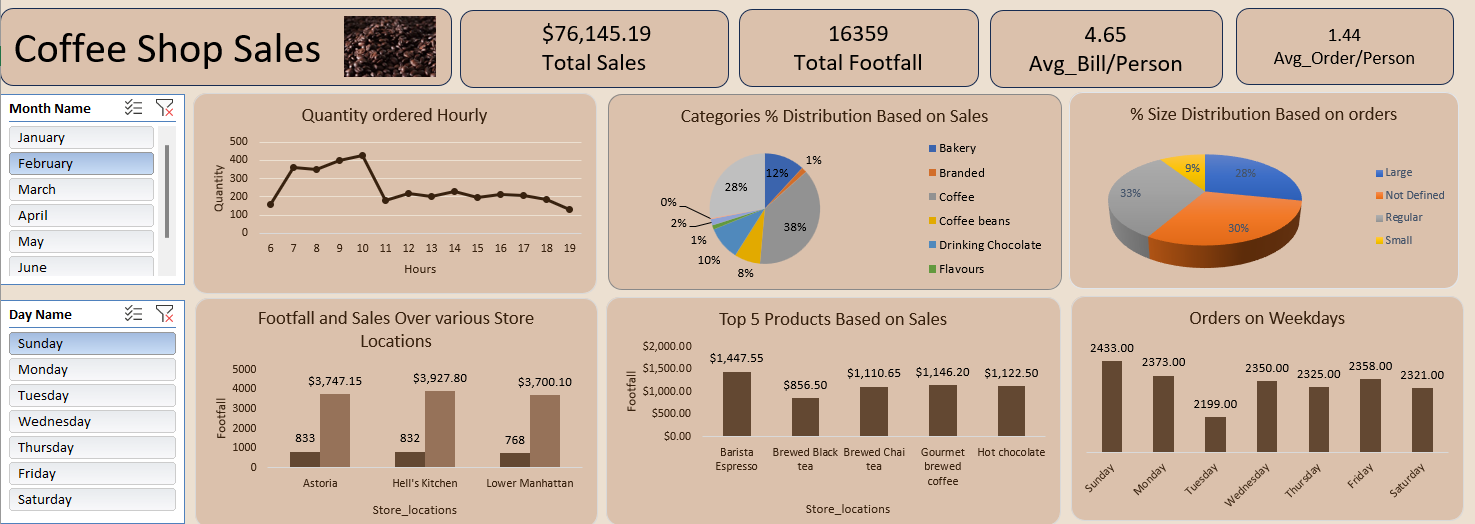 Coffee Shop Sales
$76,145.19
Total Sales
16359
Total Footfall
4.65
Avg_Bill/Person
1.44
Avg_Order/Person
Month Name
January
February
March
April
May
June
Day Name
Sunday
Monday
Tuesday
Wednesday
Thursday
Friday
Saturday
Quantity ordered Hourly
Quantity
500
400
300
200
100
0
6 7 8 9 10 11 12 13 14 15 16 17 18 19
Hours
Categories % Distribution Based on Sales
12%
1%
38%
8%
10%
1%
2%
0%
28%
Bakery
Branded
Coffee
Coffee beans
Drinking Chocolate
Flavours
% Size Distribution Based on orders
28%
30%
33%
9%
Large
Not Defined
Regular
Small
Footfall and Sales Over various Store
Locations
Footfall
5000
4000
3000
2000
1000
0
833 $3,747.15
832 $3,927.80
768 $3,700.10
Astoria Hell's Kitchen Lower Manhattan
Store_locations
Top 5 Products Based on Sales
Footfall
$2,000.00
$1,500.00
$1,000.00
$500.00
$0.00
$1,447.55 $856.50 $1,110.65 $1,146.20 $1,122.50
Barista
Espresso
Brewed Black
tea
Brewed Chai
tea
Gourmet
brewed
coffee
Hot chocolate
Store_locations
Orders on Weekdays
2433.00 2373.00 2199.00 2350.00 2325.00 2358.00 2321.00
Sunday Monday Tuesday Wednesday Thursday Friday Saturday